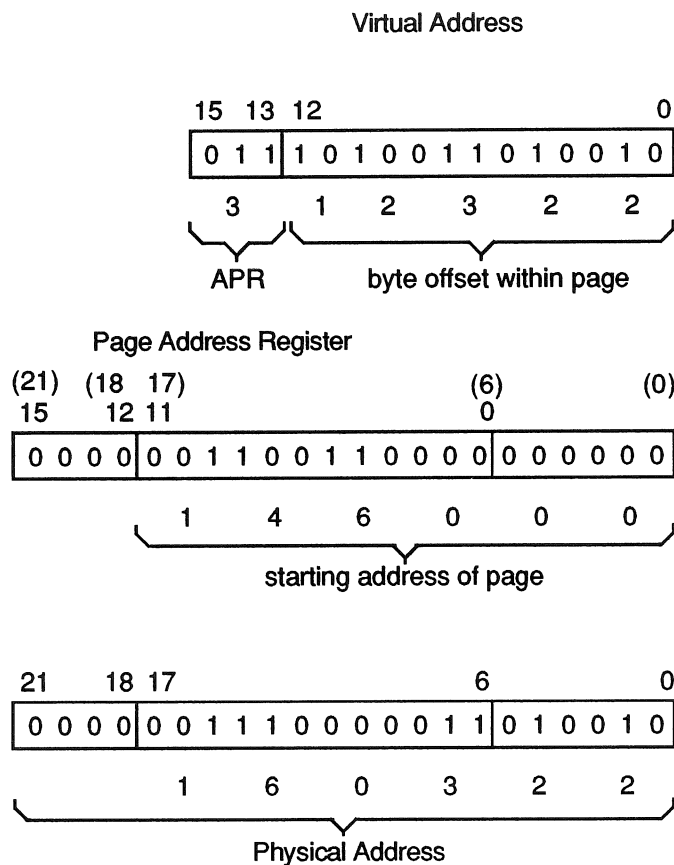 Virtual Address
15 13 12 0
0 1 1 1 0 1 0 0 1 1 0 1 0 0 1 0
3 1 2 3 2 2
APR byte offset within page
Page Address Register
(21) (18 17) (6) (0)
15 12 11 0
0 0 0 0 0 0 1 1 0 0 1 1 0 0 0 0 0 0 0 0 0 0
1 4 6 0 0 0
starting address of page
21 18 17 6 0
0 0 0 0 0 0 1 1 1 0 0 0 0 0 1 1 0 1 0 0 1 0
1 6 0 3 2 2
Physical Address